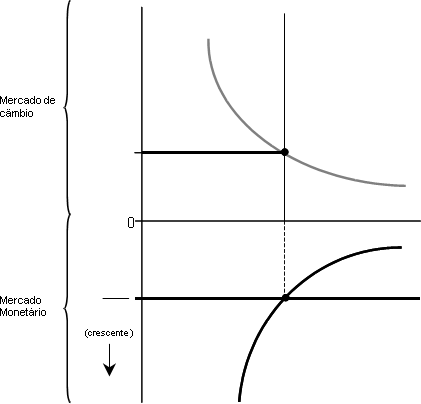 Mercado de
câmbio
0
Mercado
Monetário
(crescente)